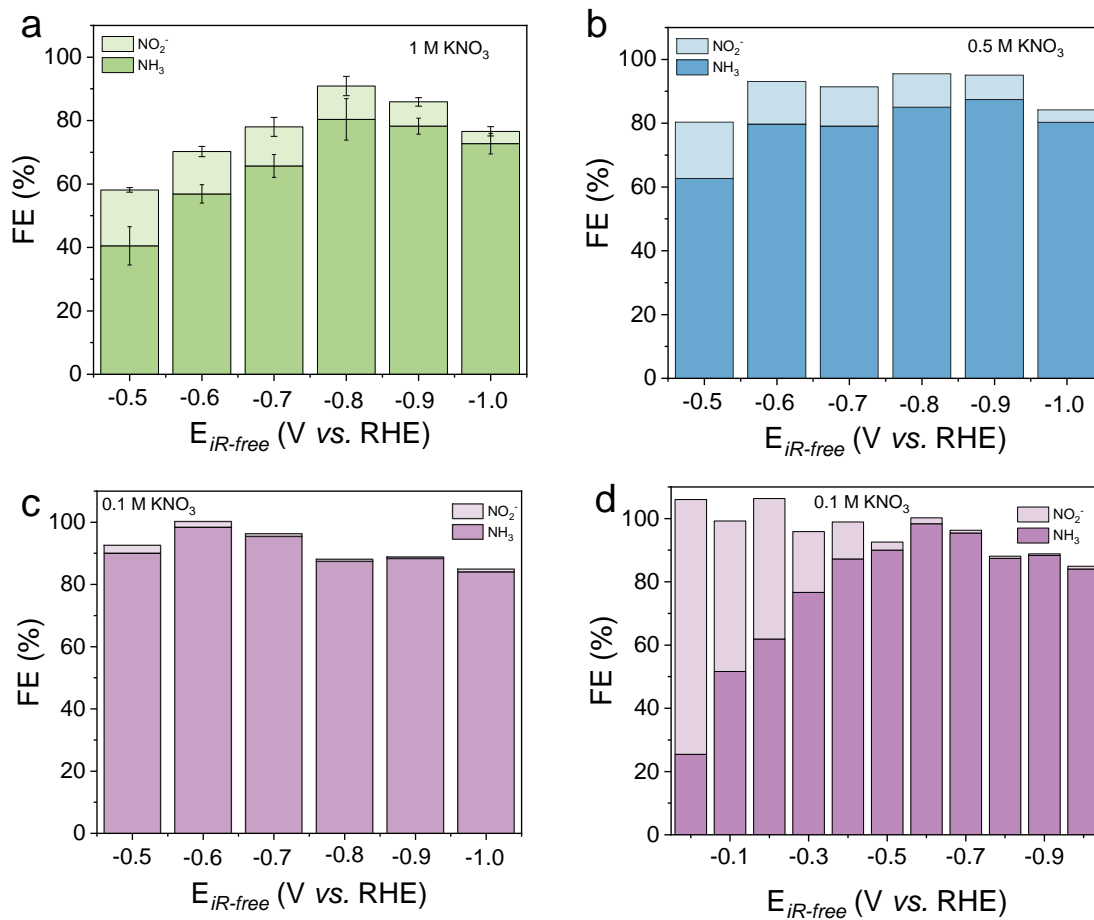 a
NO₂⁻
NH₃
1 M KNO₃
100
80
60
40
20
0
FE (%)
-0.5 -0.6 -0.7 -0.8 -0.9 -1.0
E_iR-free (V vs. RHE)
b
NO₂⁻
NH₃
0.5 M KNO₃
100
80
60
40
20
0
FE (%)
-0.5 -0.6 -0.7 -0.8 -0.9 -1.0
E_iR-free (V vs. RHE)
c
0.1 M KNO₃
NO₂⁻
NH₃
100
80
60
40
20
0
FE (%)
-0.5 -0.6 -0.7 -0.8 -0.9 -1.0
E_iR-free (V vs. RHE)
d
0.1 M KNO₃
NO₂⁻
NH₃
100
80
60
40
20
0
FE (%)
-0.1 -0.3 -0.5 -0.7 -0.9
E_iR-free (V vs. RHE)